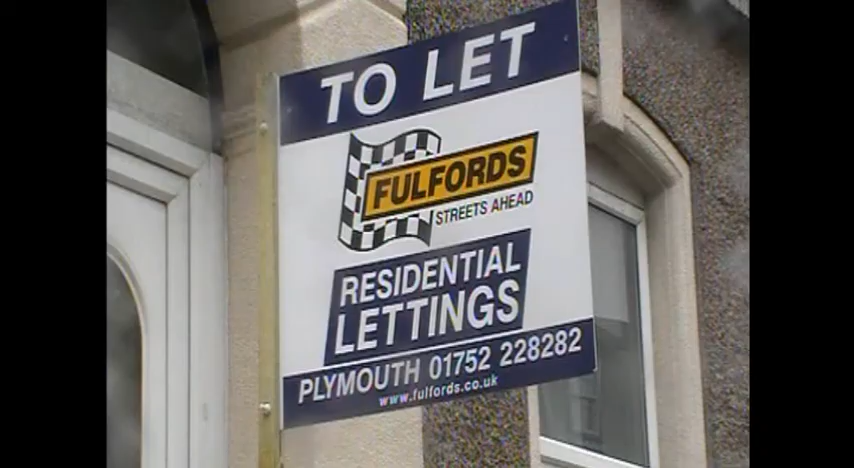 TO LET
FULFORDS
STREETS AHEAD
RESIDENTIAL
LETTINGS
PLYMOUTH 01752 228282
www.fulfords.co.uk